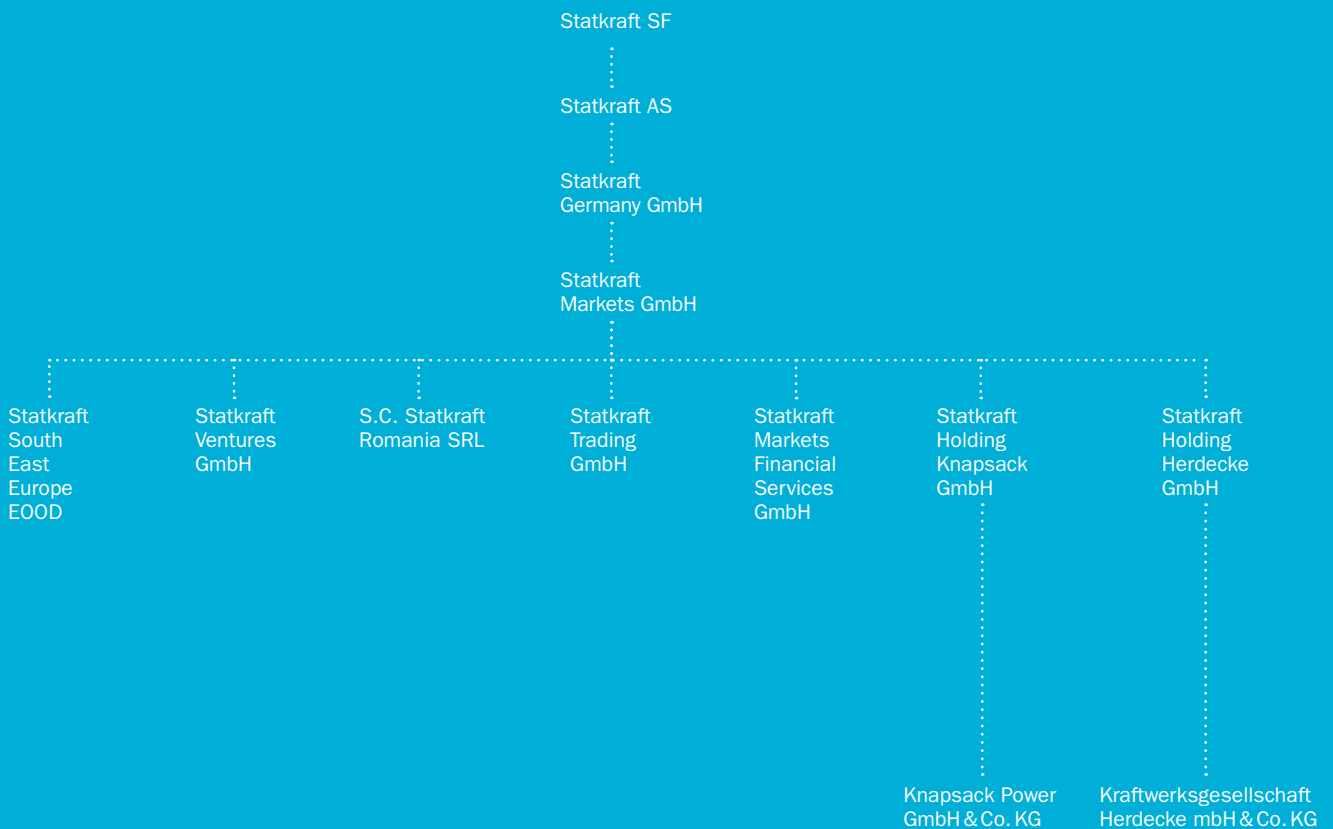 Statkraft SF
Statkraft AS
Statkraft
Germany GmbH
Statkraft
Markets GmbH
Statkraft
South
East
Europe
EOOD
Statkraft
Ventures
GmbH
S.C. Statkraft
Romania SRL
Statkraft
Trading
GmbH
Statkraft
Markets
Financial
Services
GmbH
Statkraft
Holding
Knapsack
GmbH
Statkraft
Holding
Herdecke
GmbH
Knapsack Power
GmbH & Co. KG
Kraftwerksgesellschaft
Herdecke mbH & Co. KG